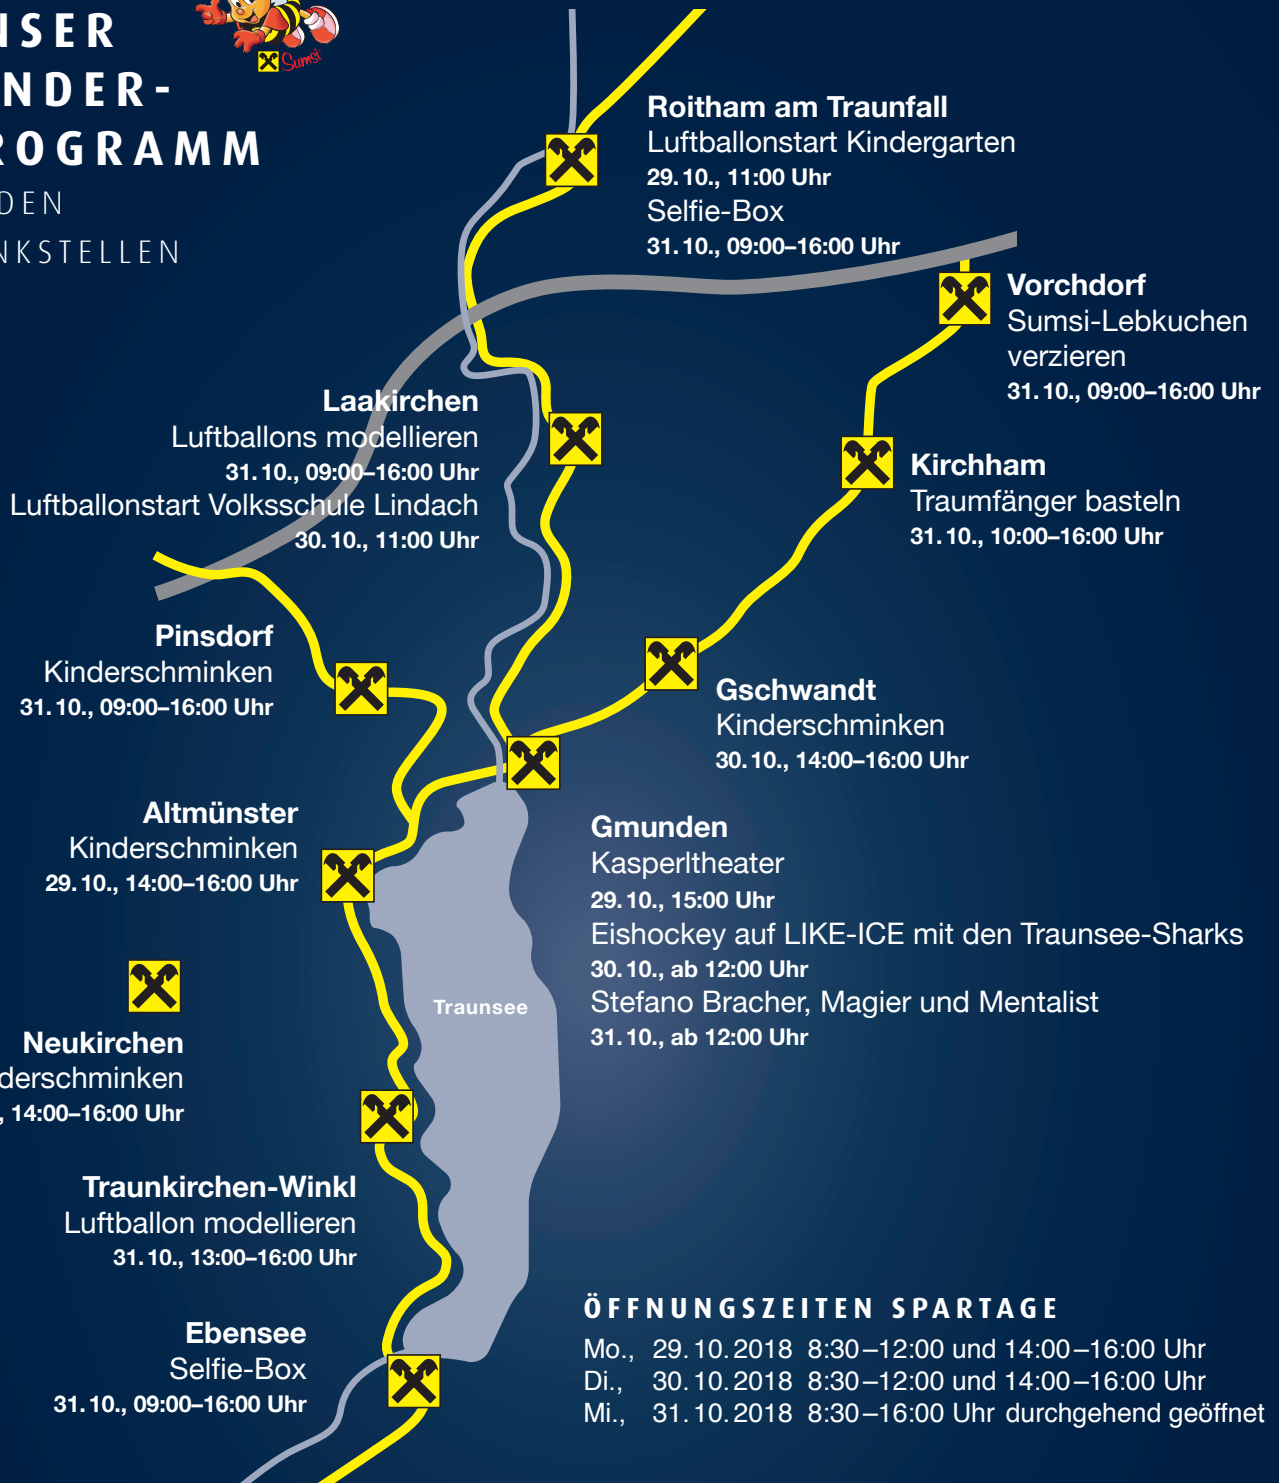 NSER
NDER-
ROGRAMM
DEN
NKSTELLEN
Sumsi
Roitham am Traunfall
Luftballonstart Kindergarten
29.10., 11:00 Uhr
Selfie-Box
31.10., 09:00–16:00 Uhr
Vorchdorf
Sumsi-Lebkuchen
verzieren
31.10., 09:00–16:00 Uhr
Laakirchen
Luftballons modellieren
31.10., 09:00–16:00 Uhr
Luftballonstart Volksschule Lindach
30.10., 11:00 Uhr
Kirchham
Traumfänger basteln
31.10., 10:00–16:00 Uhr
Pinsdorf
Kinderschminken
31.10., 09:00–16:00 Uhr
Gschwandt
Kinderschminken
30.10., 14:00–16:00 Uhr
Altmünster
Kinderschminken
29.10., 14:00–16:00 Uhr
Gmunden
Kasperltheater
29.10., 15:00 Uhr
Eishockey auf LIKE-ICE mit den Traunsee-Sharks
30.10., ab 12:00 Uhr
Stefano Bracher, Magier und Mentalist
31.10., ab 12:00 Uhr
Traunsee
Neukirchen
derschminken
, 14:00–16:00 Uhr
Traunkirchen-Winkl
Luftballon modellieren
31.10., 13:00–16:00 Uhr
Ebensee
Selfie-Box
31.10., 09:00–16:00 Uhr
ÖFFNUNGSZEITEN SPARTAGE
Mo., 29.10.2018 8:30–12:00 und 14:00–16:00 Uhr
Di., 30.10.2018 8:30–12:00 und 14:00–16:00 Uhr
Mi., 31.10.2018 8:30–16:00 Uhr durchgehend geöffnet